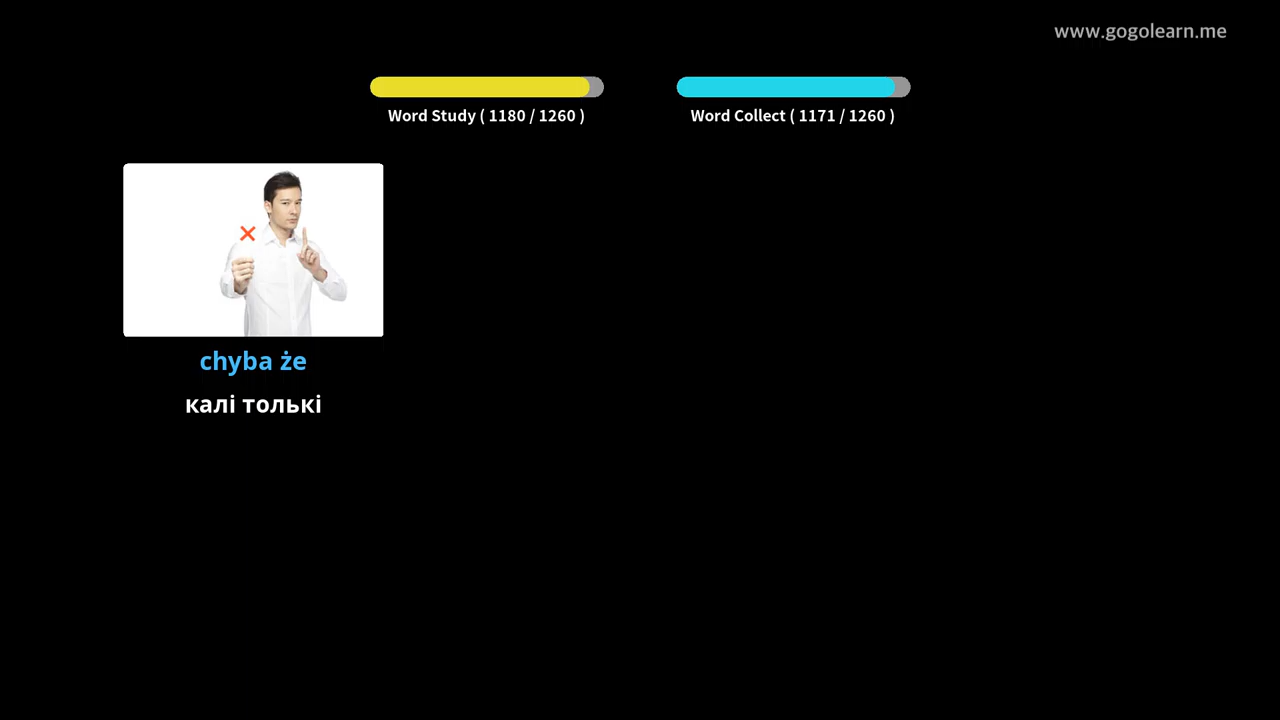 www.gogolearn.me
Word Study ( 1180 / 1260 )
Word Collect ( 1171 / 1260 )
chyba że
калі толькі